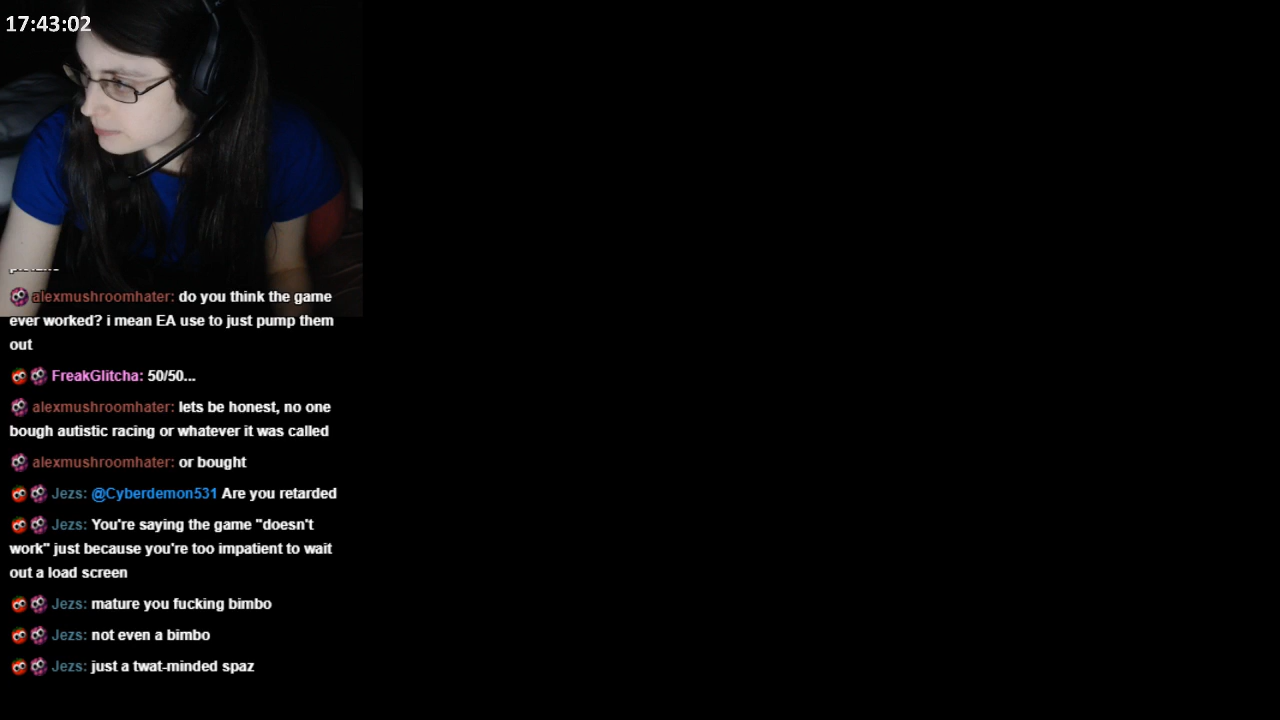 17:43:02
alexmushroomhater: do you think the game
ever worked? i mean EA use to just pump them
out
FreakGlitcha: 50/50...
alexmushroomhater: lets be honest, no one
bough autistic racing or whatever it was called
alexmushroomhater: or bought
Jezs: @Cyberdemon531 Are you retarded
Jezs: You're saying the game "doesn't
work" just because you're too impatient to wait
out a load screen
Jezs: mature you fucking bimbo
Jezs: not even a bimbo
Jezs: just a twat-minded spaz